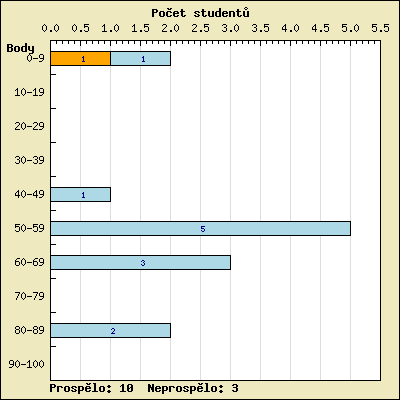 Počet studentů
0.0 0.5 1.0 1.5 2.0 2.5 3.0 3.5 4.0 4.5 5.0 5.5
Body
0-9 1 1
10-19
20-29
30-39
40-49 1
50-59 5
60-69 3
70-79
80-89 2
90-100
Prospělo: 10 Neprospělo: 3